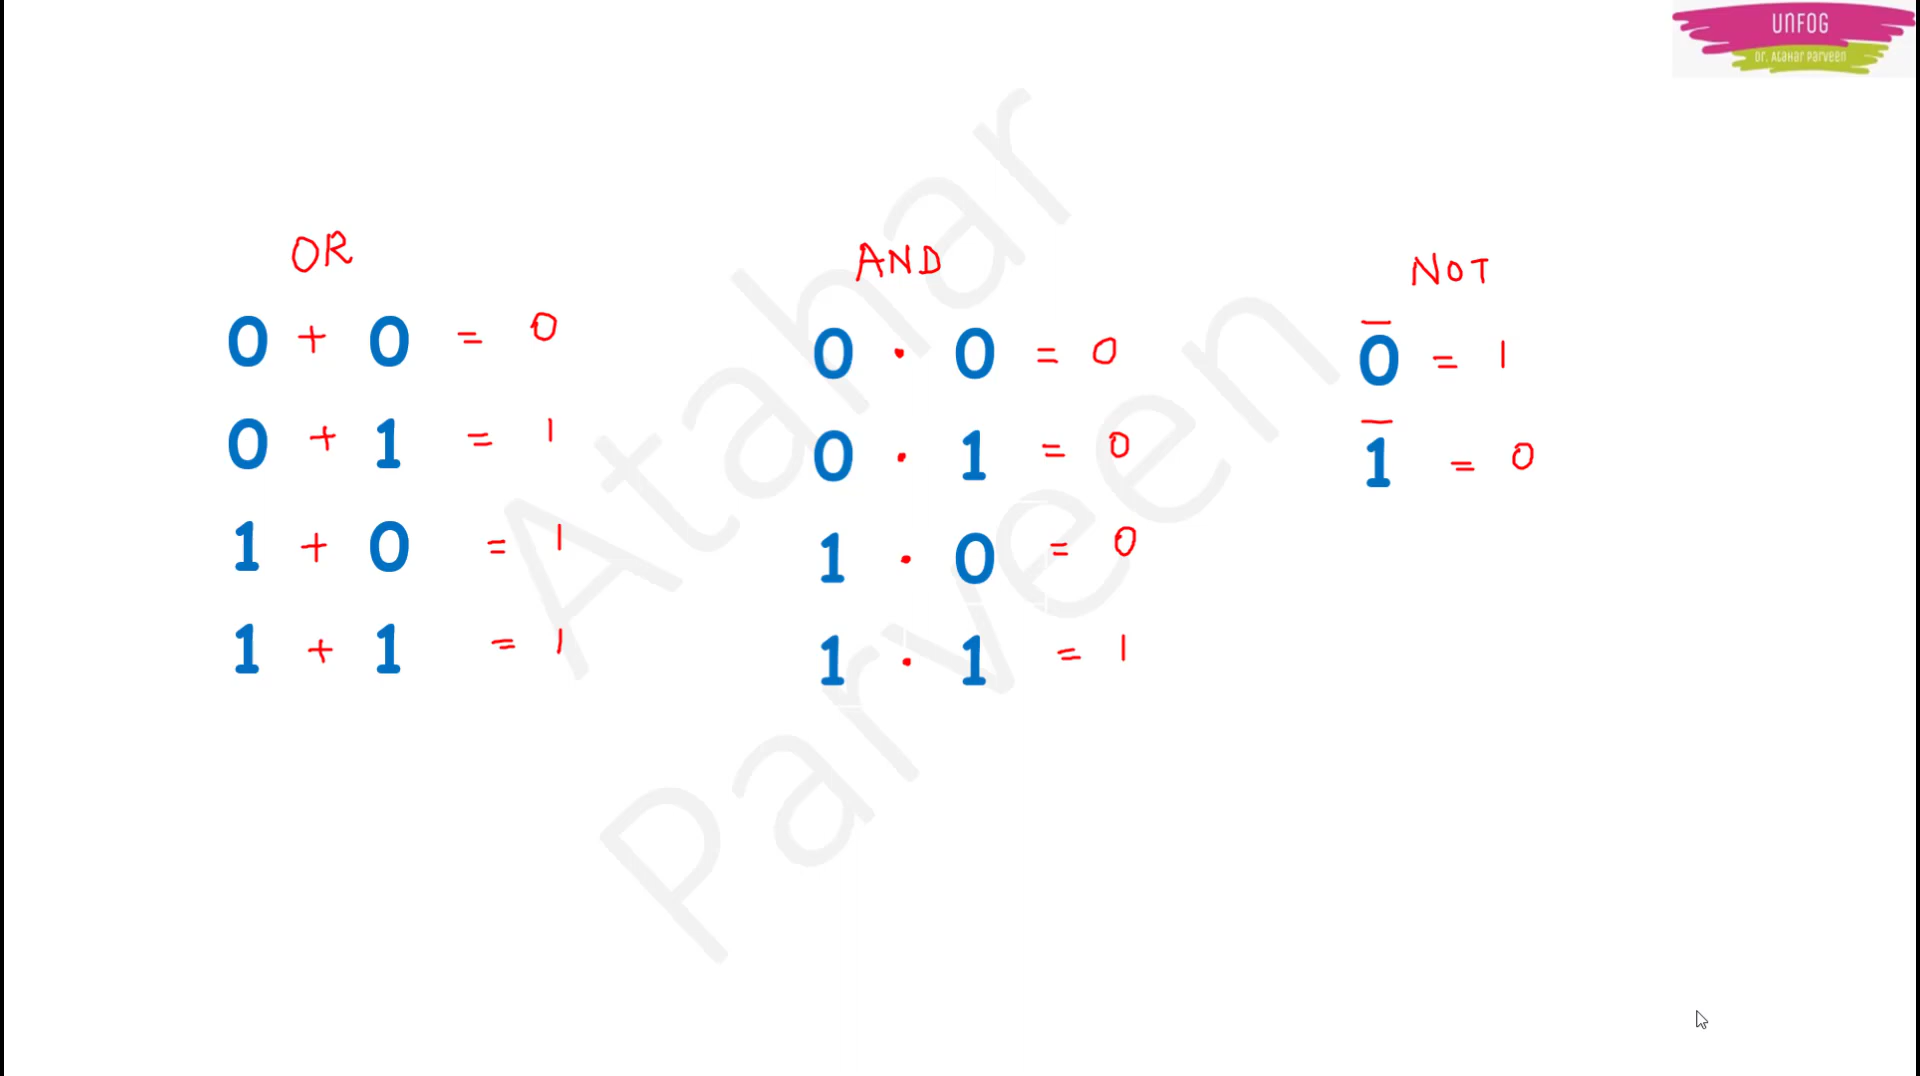 UNFOG
Dr. Atahar Parveen
OR
0 + 0 = 0
0 + 1 = 1
1 + 0 = 1
1 + 1 = 1
AND
0 · 0 = 0
0 · 1 = 0
1 · 0 = 0
1 · 1 = 1
NOT
0̅ = 1
1̅ = 0
Atahar
Parveen